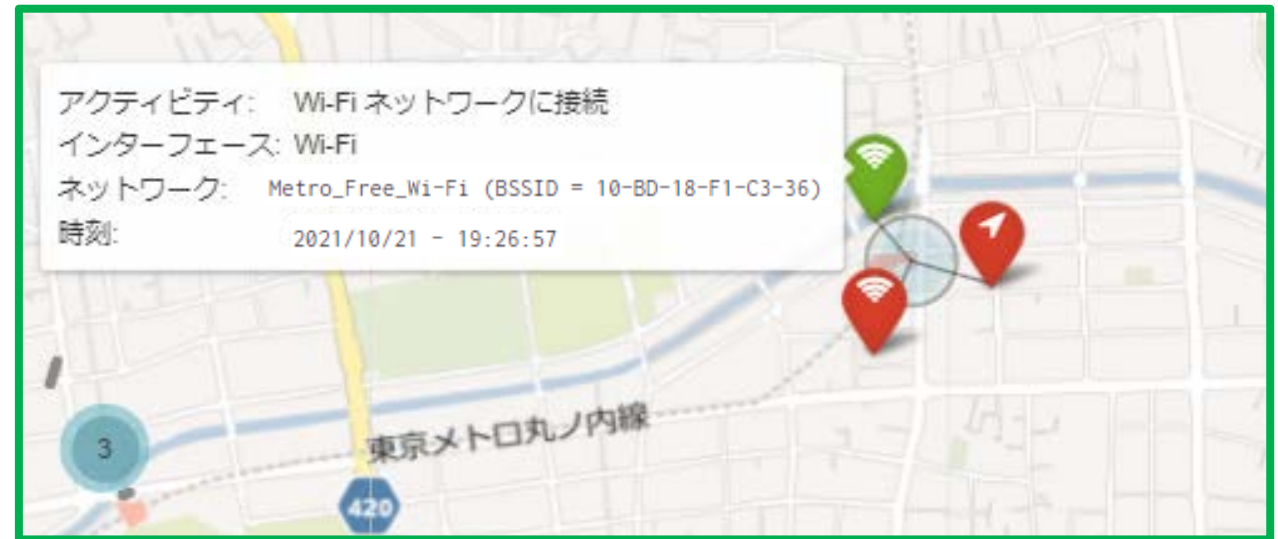 アクティビティ: Wi-Fi ネットワークに接続
インターフェース: Wi-Fi
ネットワーク: Metro_Free_Wi-Fi (BSSID = 10-BD-18-F1-C3-36)
時刻: 2021/10/21 - 19:26:57
東京メトロ丸ノ内線
3
420